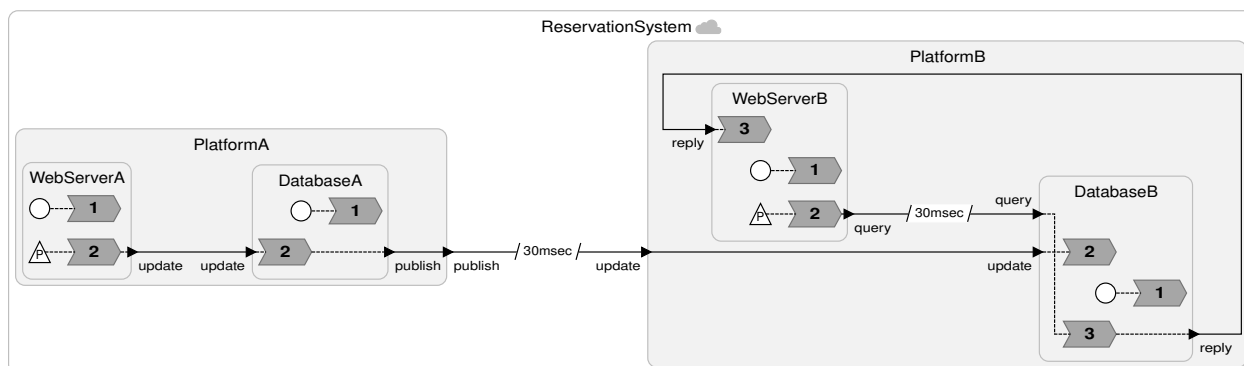 ReservationSystem
PlatformB
WebServerB
3
reply
1
2
query
30msec
query
DatabaseB
2
update
1
3
reply
PlatformA
WebServerA
1
P
2
update
DatabaseA
1
update
2
publish
publish
30msec
update
P